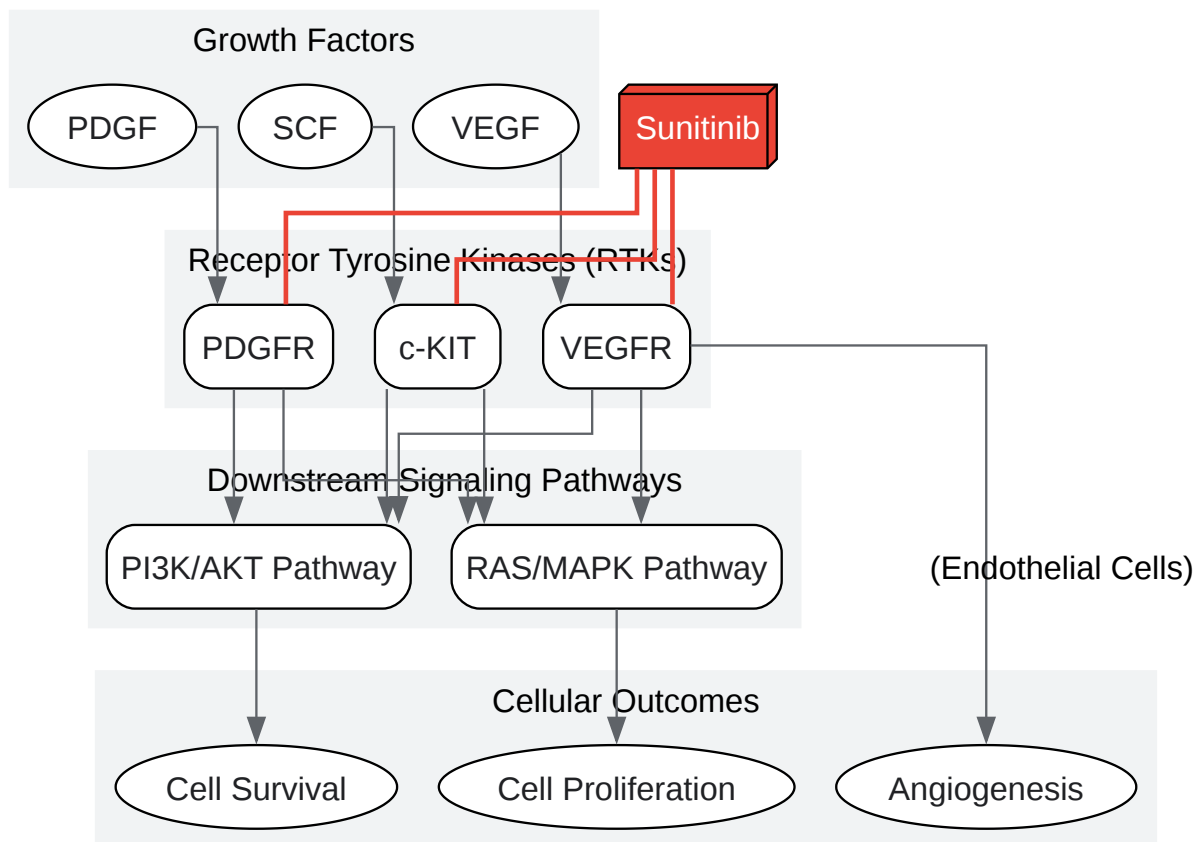 Growth Factors
PDGF
SCF
VEGF
Sunitinib
Receptor Tyrosine Kinases (RTKs)
PDGFR
c-KIT
VEGFR
Downstream Signaling Pathways
PI3K/AKT Pathway
RAS/MAPK Pathway
(Endothelial Cells)
Cellular Outcomes
Cell Survival
Cell Proliferation
Angiogenesis